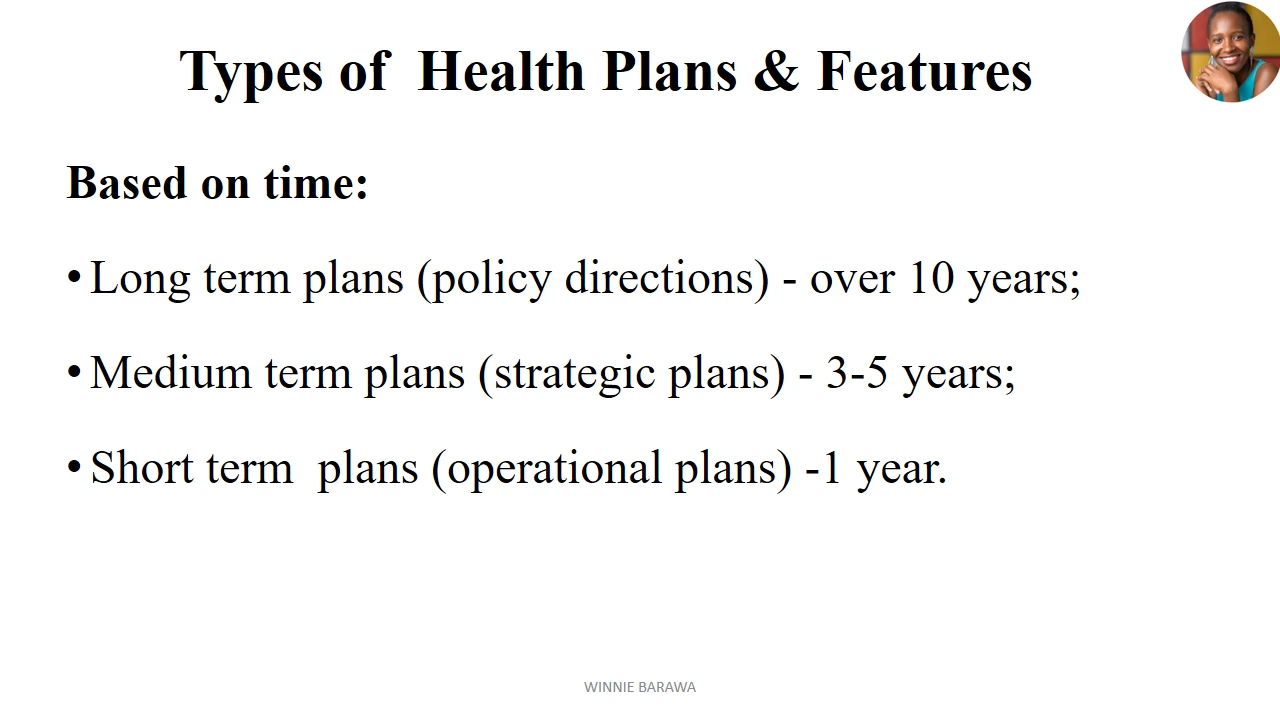 Types of  Health Plans & Features
Based on time:
• Long term plans (policy directions) - over 10 years;
• Medium term plans (strategic plans) - 3-5 years;
• Short term  plans (operational plans) -1 year.
WINNIE BARAWA